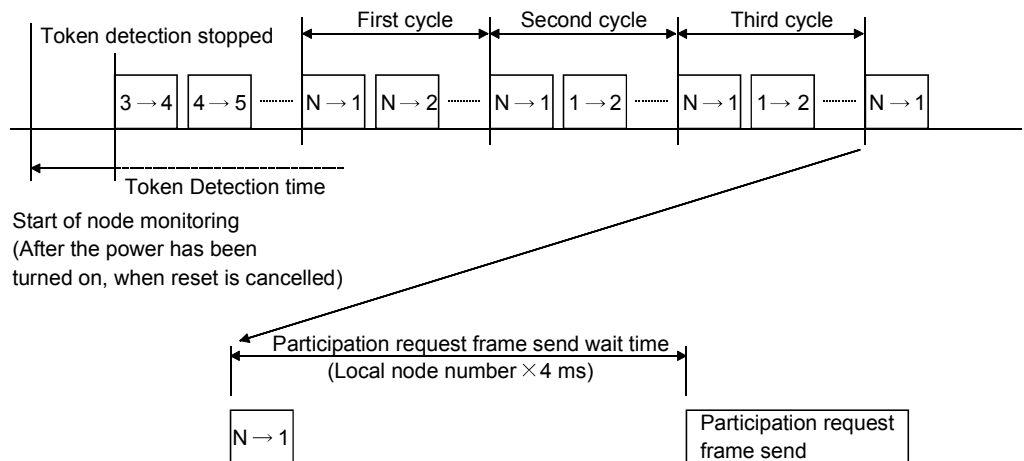 First cycle
Second cycle
Third cycle
Token detection stopped
3→4
4→5
N→1
N→2
N→1
1→2
N→1
1→2
N→1
Token Detection time
Start of node monitoring
(After the power has been
turned on, when reset is cancelled)
Participation request frame send wait time
(Local node number×4 ms)
N→1
Participation request
frame send